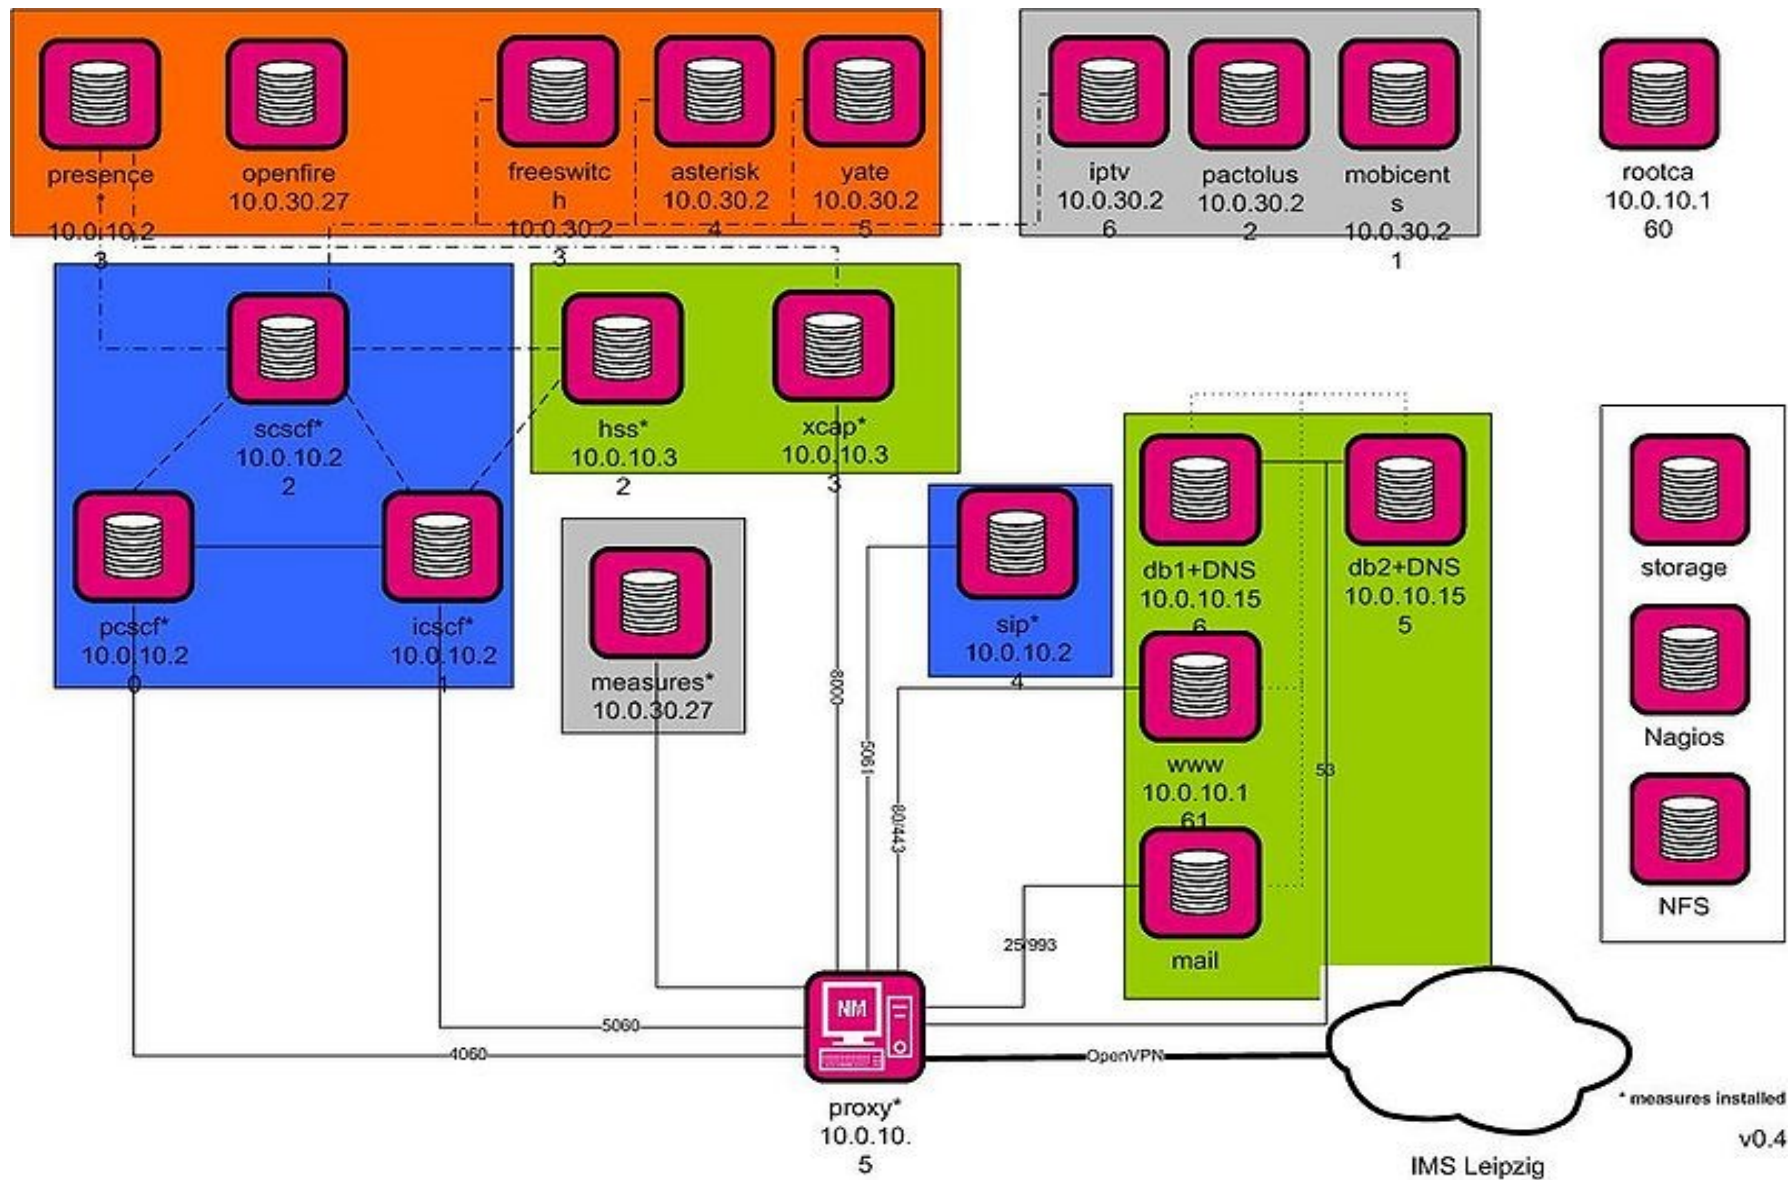 presence
*
10.0.10.2
3
openfire
10.0.30.27
freeswitc
h
10.0.30.2
3
asterisk
10.0.30.2
4
yate
10.0.30.2
5
iptv
10.0.30.2
6
pactolus
10.0.30.2
2
mobicent
s
10.0.30.2
1
rootca
10.0.10.1
60
scscf*
10.0.10.2
2
hss*
10.0.10.3
2
xcap*
10.0.10.3
3
pcscf*
10.0.10.2
0
icscf*
10.0.10.2
1
measures*
10.0.30.27
sip*
10.0.10.2
4
db1+DNS
10.0.10.15
6
db2+DNS
10.0.10.15
5
www
10.0.10.1
61
mail
storage
Nagios
NFS
8000
5061
80/443
53
25/993
5060
4060
OpenVPN
NM
proxy*
10.0.10.
5
IMS Leipzig
* measures installed
v0.4